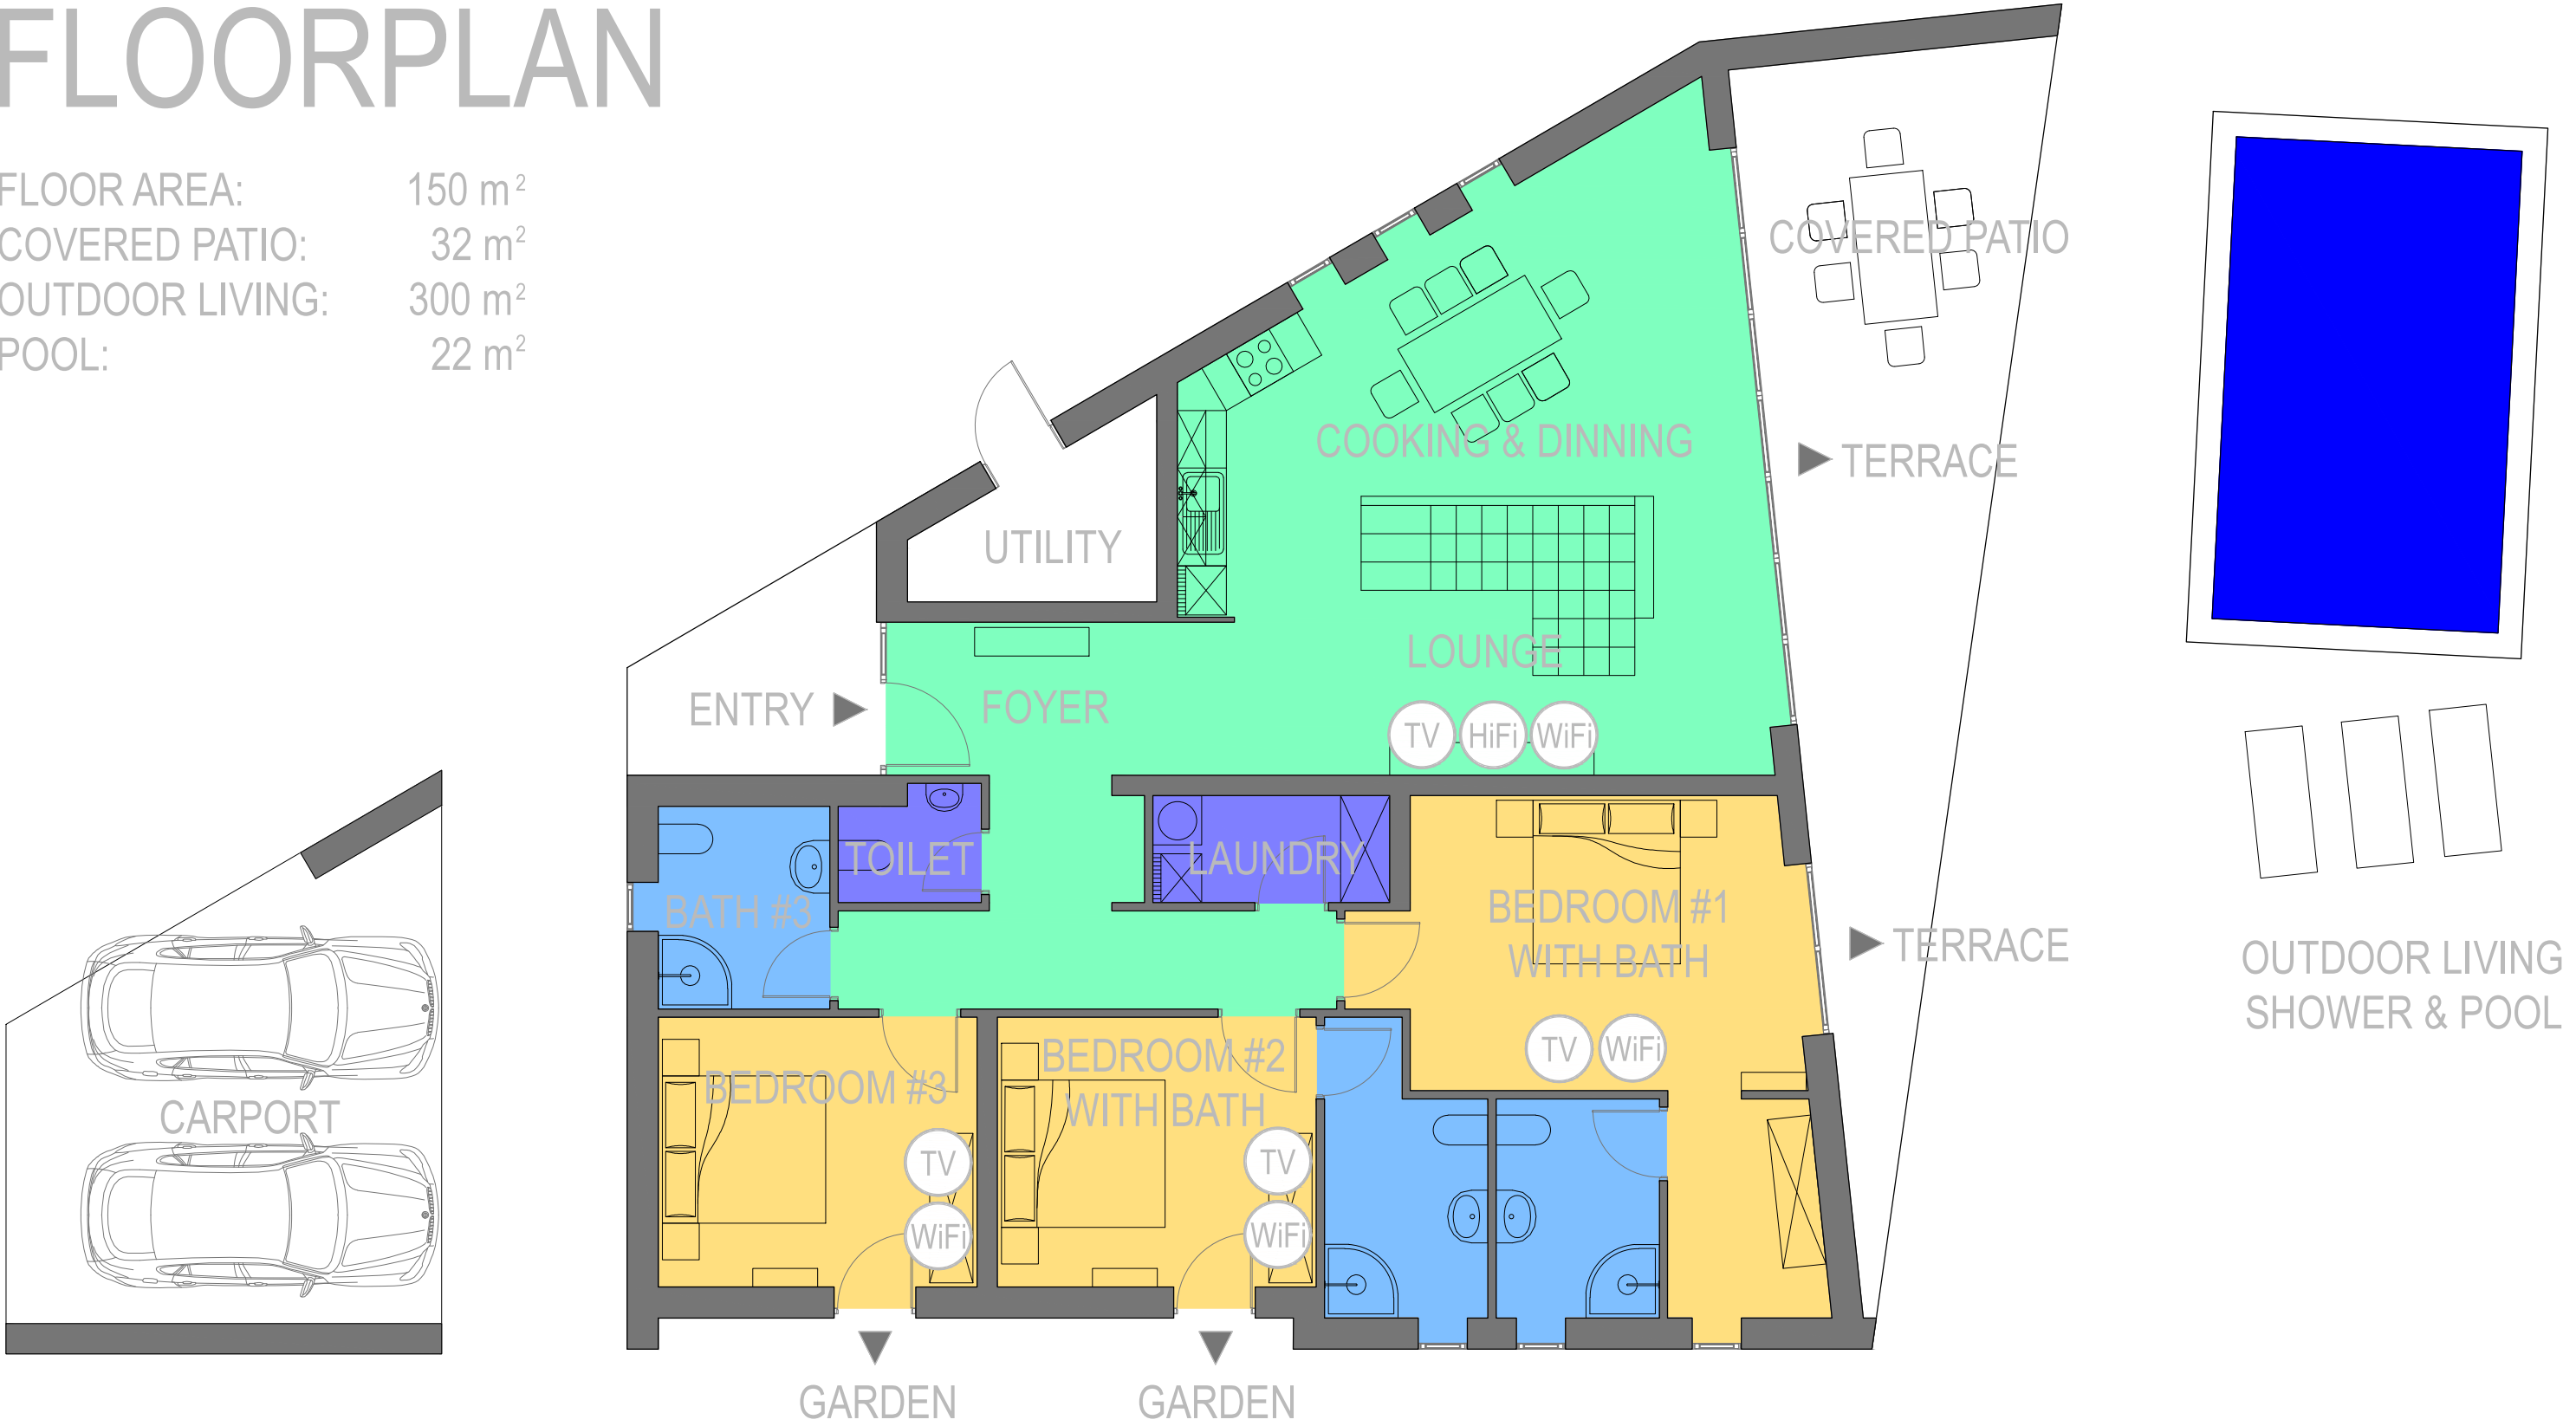 FLOORPLAN
FLOOR AREA: 150 m²
COVERED PATIO: 32 m²
OUTDOOR LIVING: 300 m²
POOL: 22 m²
COVERED PATIO
COOKING & DINNING
TERRACE
UTILITY
LOUNGE
ENTRY
FOYER
TV HiFi WiFi
TOILET
LAUNDRY
BATH #3
BEDROOM #1
WITH BATH
TERRACE
OUTDOOR LIVING
SHOWER & POOL
TV WiFi
BEDROOM #2
WITH BATH
BEDROOM #3
CARPORT
TV
WiFi
TV
WiFi
GARDEN
GARDEN